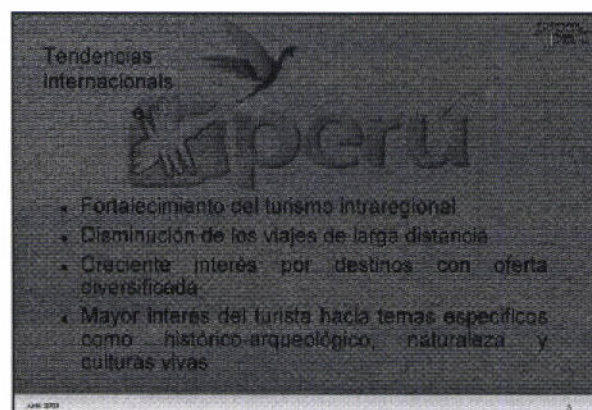 Tendencias
internacionals
perú
• Fortalecimiento del turismo intraregional
• Disminución de los viajes de larga distancia
• Creciente interés por destinos con oferta
diversificada
• Mayor interés del turista hacia temas específicos
como histórico-arqueológico, naturaleza y
culturas vivas